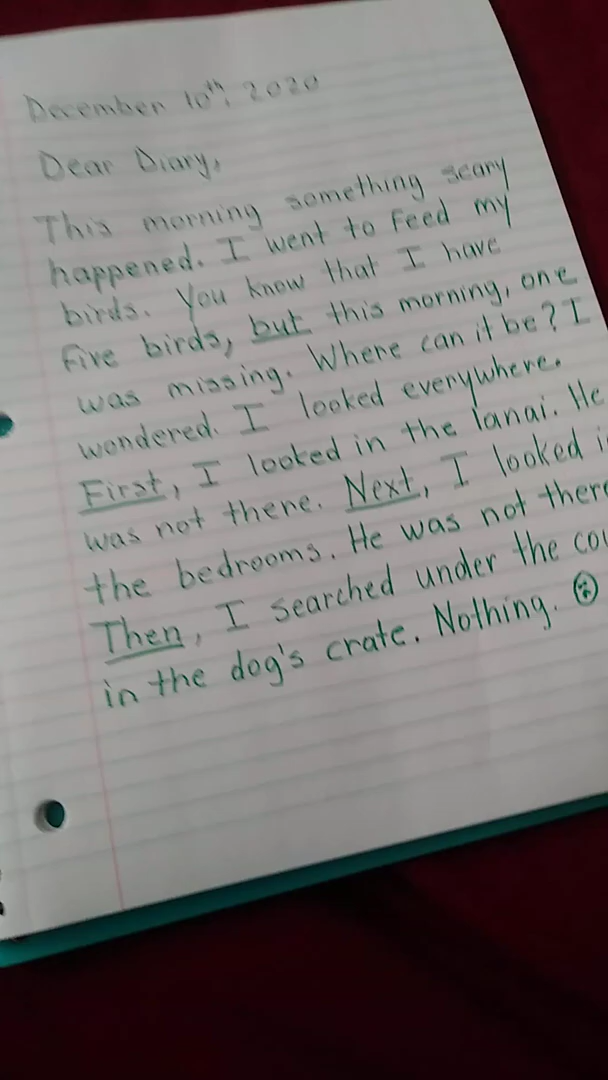 December 10th, 2020
Dear Diary,
This morning something scary
happened. I went to feed my
birds. You know that I have
five birds, but this morning, one
was missing. Where can it be? I
wondered. I looked everywhere.
First, I looked in the lanai. He
was not there. Next, I looked
the bedrooms. He was not there
Then, I searched under the
in the dog's crate. Nothing. ☹